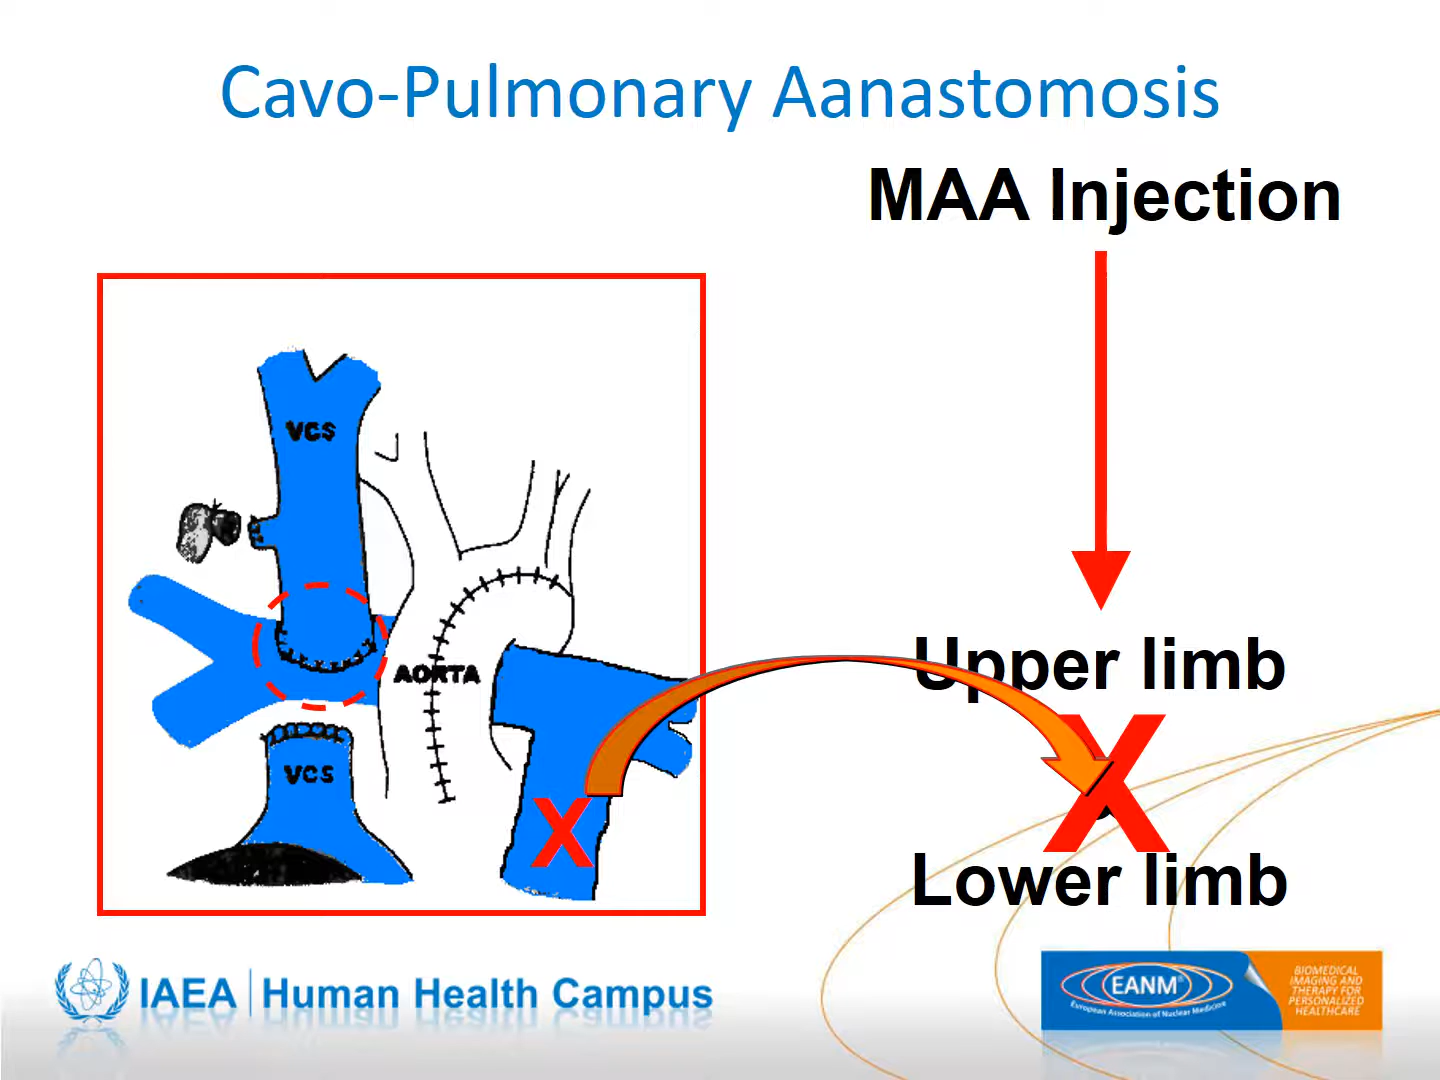 Cavo-Pulmonary Aanastomosis
MAA Injection
VCS
AORTA
VCS
X
Upper limb
X
Lower limb
IAEA | Human Health Campus
EANM®
European Association of Nuclear Medicine
BIOMEDICAL
IMAGING AND
THERAPY FOR
PERSONALIZED
HEALTHCARE